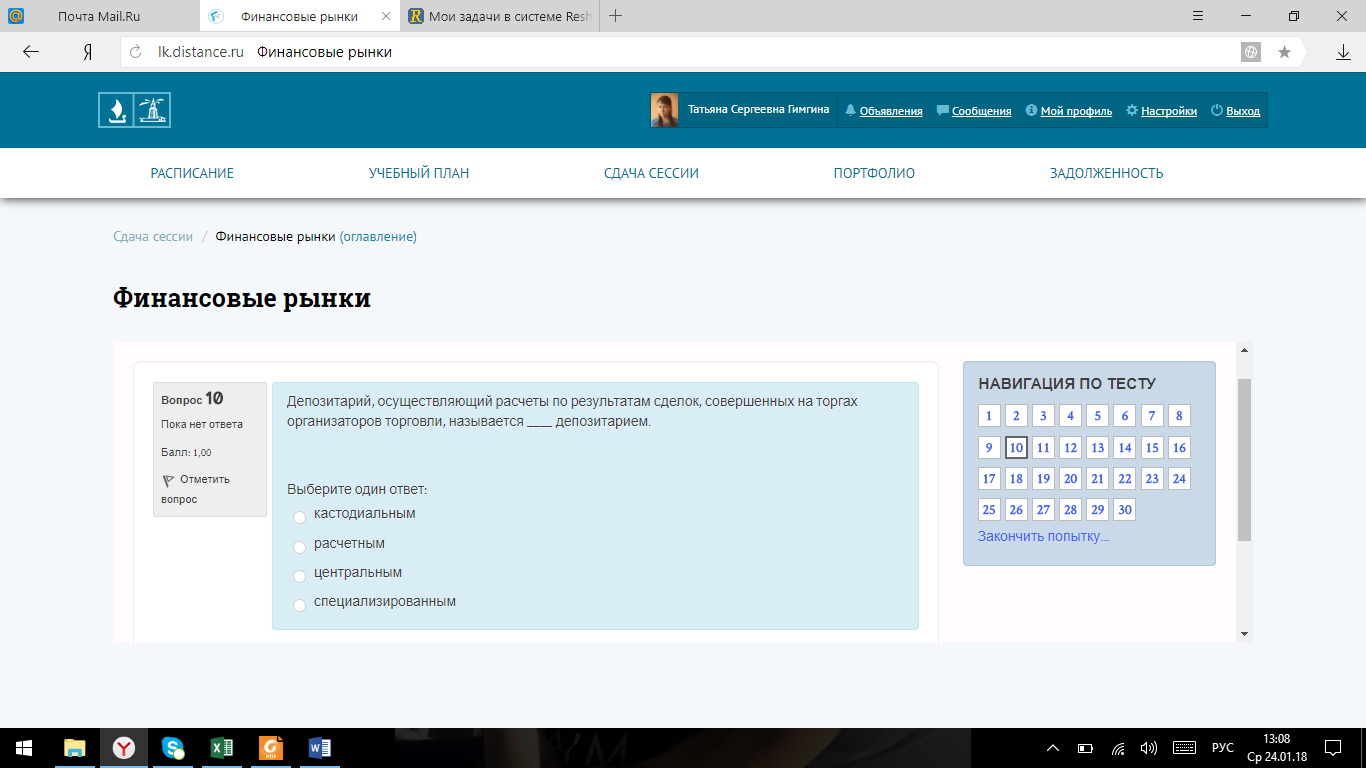 Почта Mail.Ru
Финансовые рынки
Мои задачи в системе Resh
Я
lk.distance.ru Финансовые рынки
Татьяна Сергеевна Гимгина
Объявления
Сообщения
Мой профиль
Настройки
Выход
РАСПИСАНИЕ
УЧЕБНЫЙ ПЛАН
СДАЧА СЕССИИ
ПОРТФОЛИО
ЗАДОЛЖЕННОСТЬ
Сдача сессии / Финансовые рынки (оглавление)
Финансовые рынки
Вопрос 10
Пока нет ответа
Балл: 1,00
Отметить
вопрос
Депозитарий, осуществляющий расчеты по результатам сделок, совершенных на торгах
организаторов торговли, называется ____ депозитарием.
Выберите один ответ:
кастодиальным
расчетным
центральным
специализированным
НАВИГАЦИЯ ПО ТЕСТУ
1 2 3 4 5 6 7 8
9 10 11 12 13 14 15 16
17 18 19 20 21 22 23 24
25 26 27 28 29 30
Закончить попытку...
РУС
13:08
Ср 24.01.18